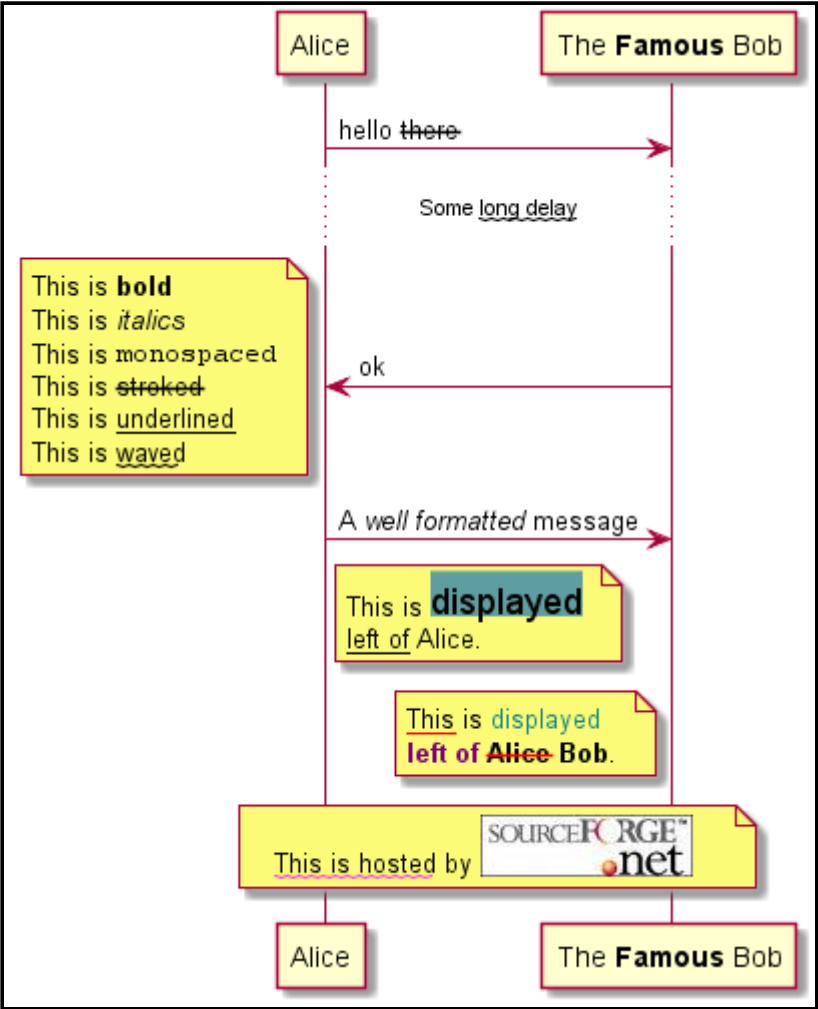 Alice
The Famous Bob
hello there
Some long delay
This is bold
This is italics
This is monospaced
This is stroked
This is underlined
This is waved
ok
A well formatted message
This is displayed
left of Alice.
This is displayed
left of Alice Bob.
This is hosted by SOURCEFORGE™
.net
Alice
The Famous Bob